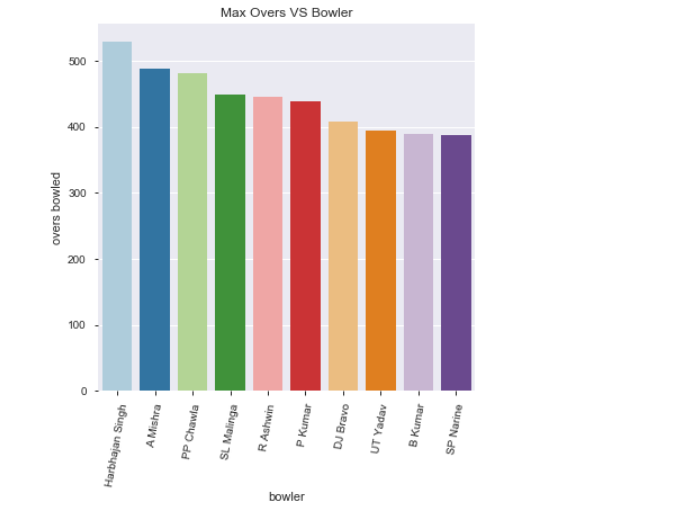 Max Overs VS Bowler
overs bowled
500
400
300
200
100
0
Harbhajan Singh
A Mishra
PP Chawla
SL Malinga
R Ashwin
P Kumar
DJ Bravo
UT Yadav
B Kumar
SP Narine
bowler